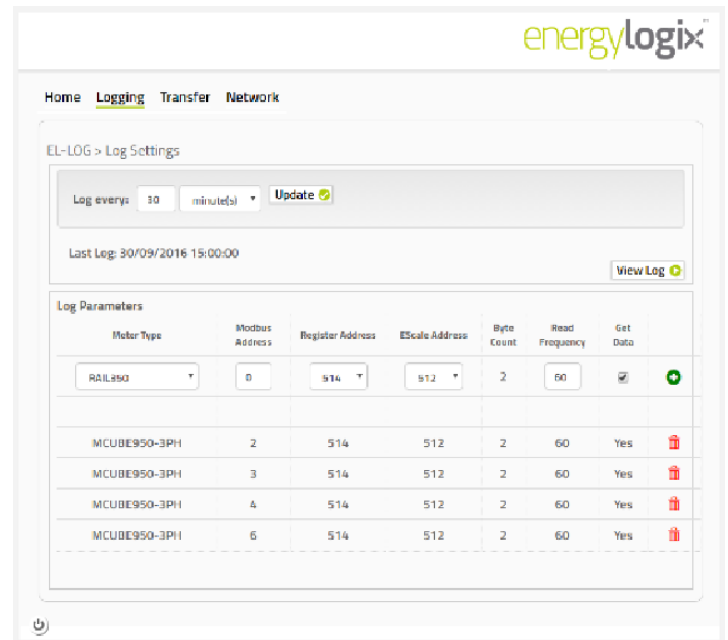 energylogix
Home Logging Transfer Network
EL-LOG > Log Settings
Log every: 30 minute(s) Update
Last Log: 30/09/2016 15:00:00
View Log
Log Parameters
Meter Type Modbus Address Register Address EScale Address Byte Count Read Frequency Get Data
RAIL350 0 514 512 2 60
MCUBE950-3PH 2 514 512 2 60 Yes
MCUBE950-3PH 3 514 512 2 60 Yes
MCUBE950-3PH 4 514 512 2 60 Yes
MCUBE950-3PH 6 514 512 2 60 Yes